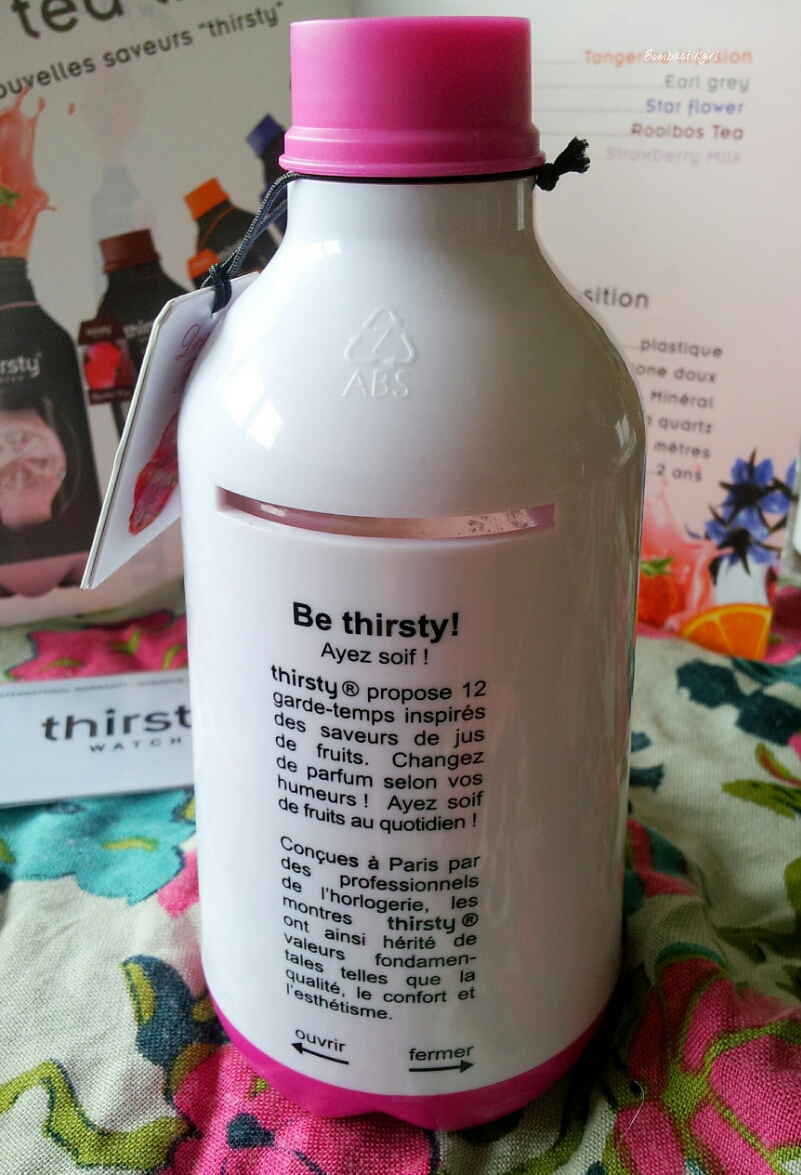 tea
ouvelles saveurs "thirsty"
BombastiKgirl
Earl grey
Star flower
Rooibos Tea
Strawberry Milk
sition
plastique
one doux
Minéral
quartz
mètres
2 ans
ABS
Be thirsty!
Ayez soif !
thirsty® propose 12
garde-temps inspirés
des saveurs de jus
de fruits. Changez
de parfum selon vos
humeurs ! Ayez soif
de fruits au quotidien !
Conçues à Paris par
des professionnels
de l'horlogerie, les
montres thirsty®
ont ainsi hérité de
valeurs fondamen-
tales telles que la
qualité, le confort et
l'esthétisme.
ouvrir
fermer
thirst
WATCH